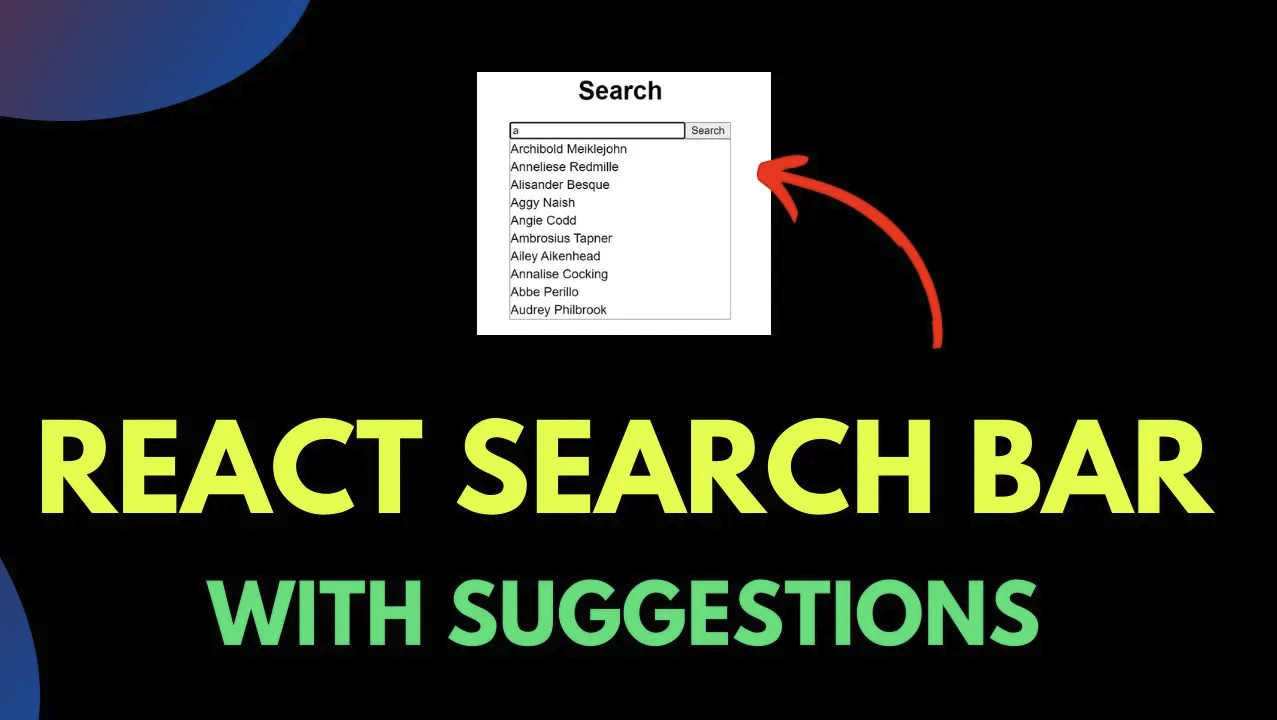 Search
a Search
Archibold Meiklejohn
Anneliese Redmille
Alisander Besque
Aggy Naish
Angie Codd
Ambrosius Tapner
Ailey Aikenhead
Annalise Cocking
Abbe Perillo
Audrey Philbrook
REACT SEARCH BAR
WITH SUGGESTIONS